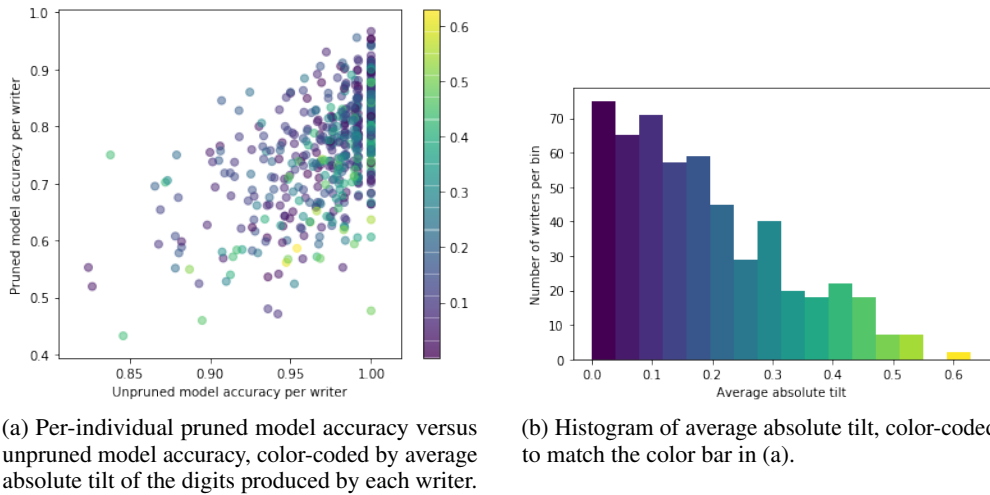 1.0
0.9
0.8
0.7
0.6
0.5
0.4
Pruned model accuracy per writer
0.85 0.90 0.95 1.00
Unpruned model accuracy per writer
0.6
0.5
0.4
0.3
0.2
0.1
70
60
50
40
30
20
10
0
Number of writers per bin
0.0 0.1 0.2 0.3 0.4 0.5 0.6
Average absolute tilt
(a) Per-individual pruned model accuracy versus
unpruned model accuracy, color-coded by average
absolute tilt of the digits produced by each writer.
(b) Histogram of average absolute tilt, color-coded
to match the color bar in (a).